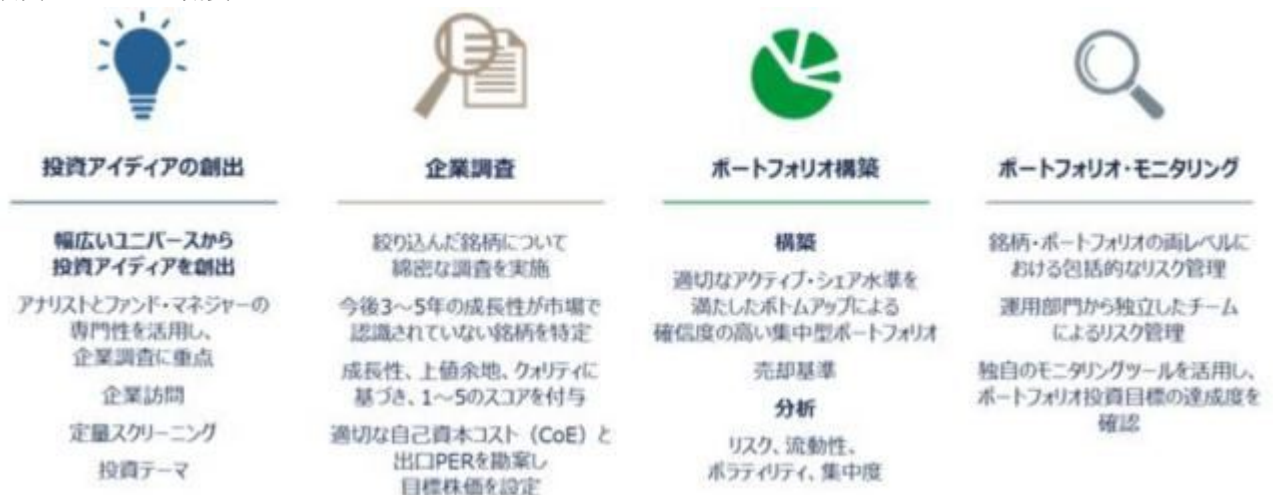 投資アイディアの創出
幅広いユニバースから
投資アイディアを創出
アナリストとファンド・マネジャーの
専門性を活用し、
企業調査に重点
企業訪問
定量スクリーニング
投資テーマ
企業調査
絞り込んだ銘柄について
綿密な調査を実施
今後3～5年の成長性が市場で
認識されていない銘柄を特定
成長性、上値余地、クオリティに
基づき、1～5のスコアを付与
適切な自己資本コスト（CoE）と
出口PERを勘案し
目標株価を設定
ポートフォリオ構築
構築
適切なアクティブ・シェア水準を
満たしたボトムアップによる
確信度の高い集中型ポートフォリオ
売却基準
分析
リスク、流動性、
ボラティリティ、集中度
ポートフォリオ・モニタリング
銘柄・ポートフォリオの両レベルに
おける包括的なリスク管理
運用部門から独立したチーム
によるリスク管理
独自のモニタリングツールを活用し、
ポートフォリオ投資目標の達成度を
確認